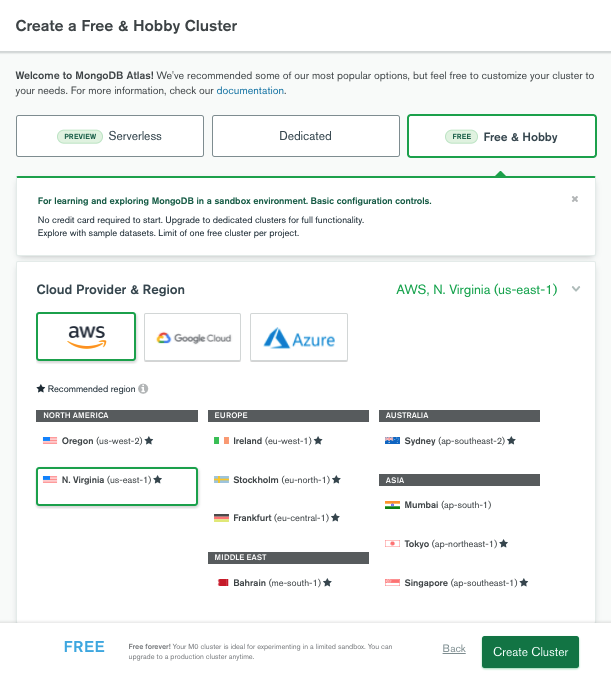 Create a Free & Hobby Cluster
Welcome to MongoDB Atlas! We've recommended some of our most popular options, but feel free to customize your cluster to
your needs. For more information, check our documentation.
PREVIEW Serverless
Dedicated
FREE Free & Hobby
For learning and exploring MongoDB in a sandbox environment. Basic configuration controls.
No credit card required to start. Upgrade to dedicated clusters for full functionality.
Explore with sample datasets. Limit of one free cluster per project.
Cloud Provider & Region
AWS, N. Virginia (us-east-1)
aws
Google Cloud
Azure
★ Recommended region
NORTH AMERICA
Oregon (us-west-2) ★
N. Virginia (us-east-1) ★
EUROPE
Ireland (eu-west-1) ★
Stockholm (eu-north-1) ★
Frankfurt (eu-central-1) ★
MIDDLE EAST
Bahrain (me-south-1) ★
AUSTRALIA
Sydney (ap-southeast-2) ★
ASIA
Mumbai (ap-south-1)
Tokyo (ap-northeast-1) ★
Singapore (ap-southeast-1) ★
FREE
Free forever! Your M0 cluster is ideal for experimenting in a limited sandbox. You can
upgrade to a production cluster anytime.
Back
Create Cluster